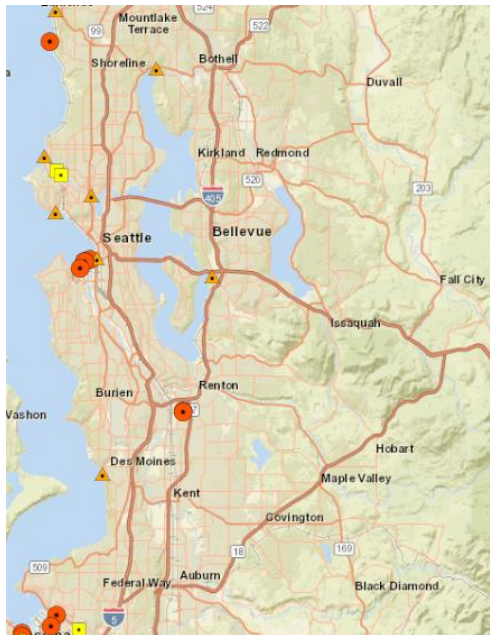 524
Mountlake
Terrace
522
99
Shoreline
Bothell
Duvall
Kirkland
Redmond
520
203
405
Seattle
Bellevue
Fall City
Issaquah
Burien
Renton
Vashon
Hobart
Des Moines
Maple Valley
Kent
Covington
18
169
509
Federal Way
Auburn
Black Diamond
5